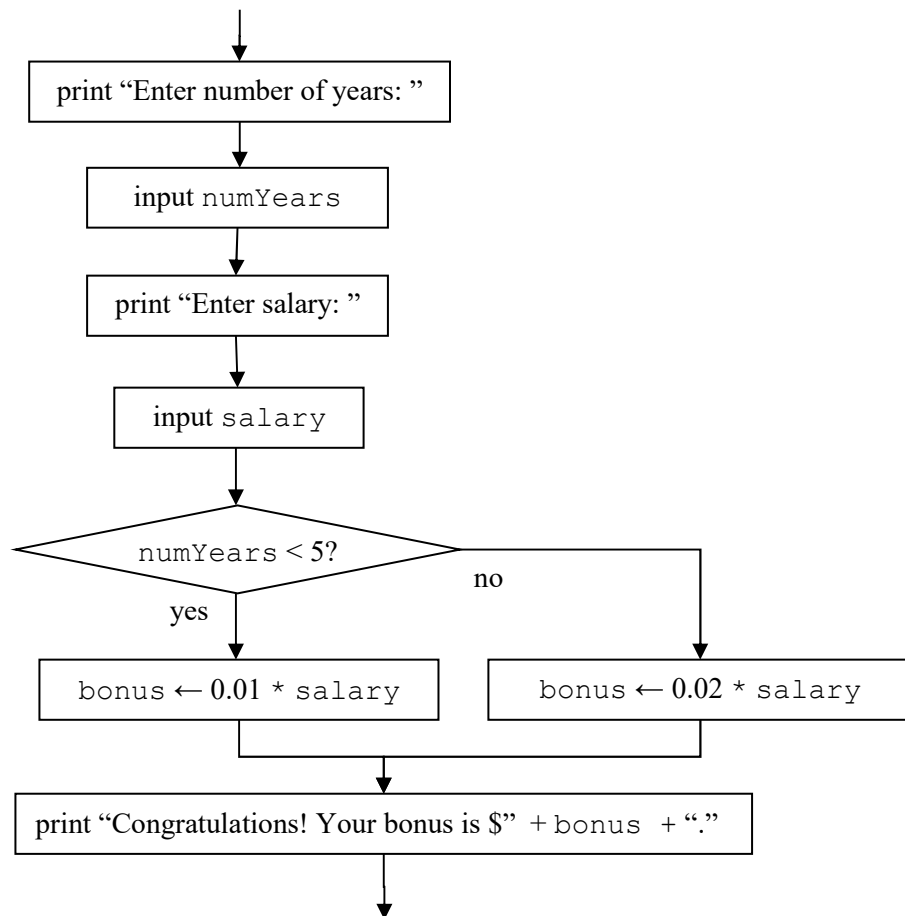 print “Enter number of years: ”
input numYears
print “Enter salary: ”
input salary
numYears < 5?
no
yes
bonus ← 0.01 * salary
bonus ← 0.02 * salary
print “Congratulations! Your bonus is $” + bonus + “.”